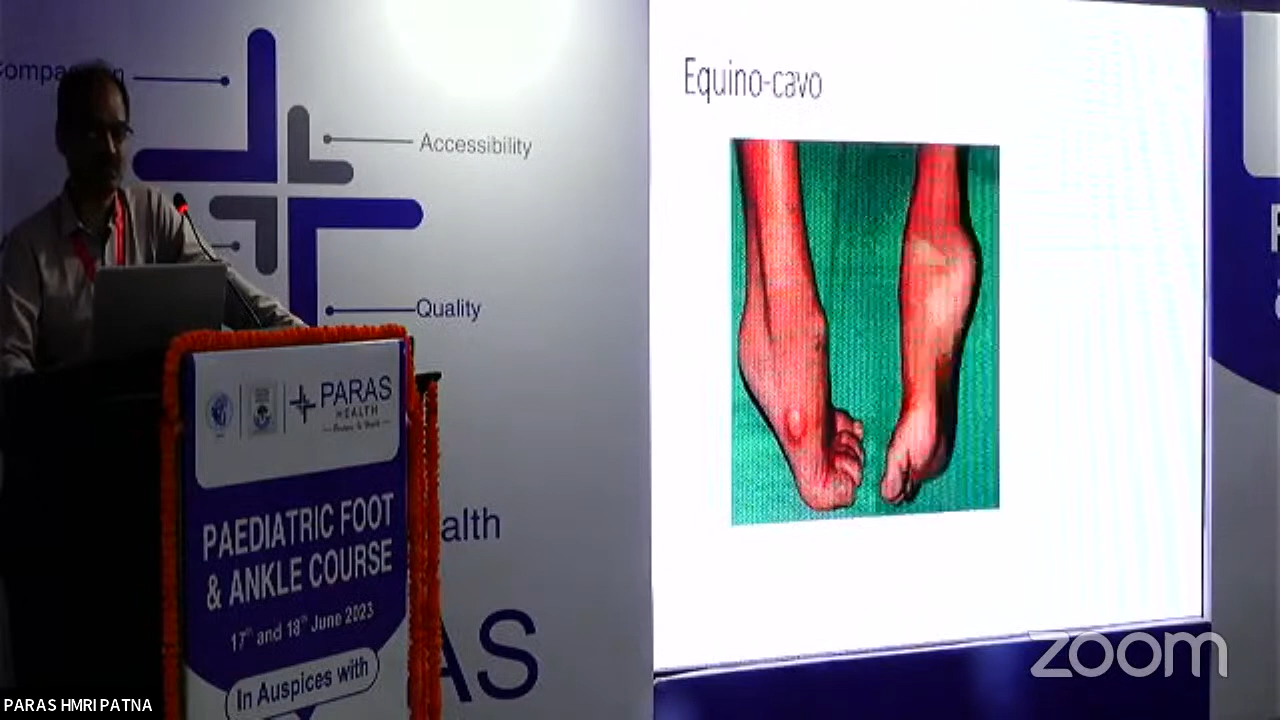 Accessibility
Quality
alth
AS
PARAS
HEALTH
PAEDIATRIC FOOT
& ANKLE COURSE
17th and 18th June 2023
In Auspices with
Equino-cavo
zoom
PARAS HMRI PATNA